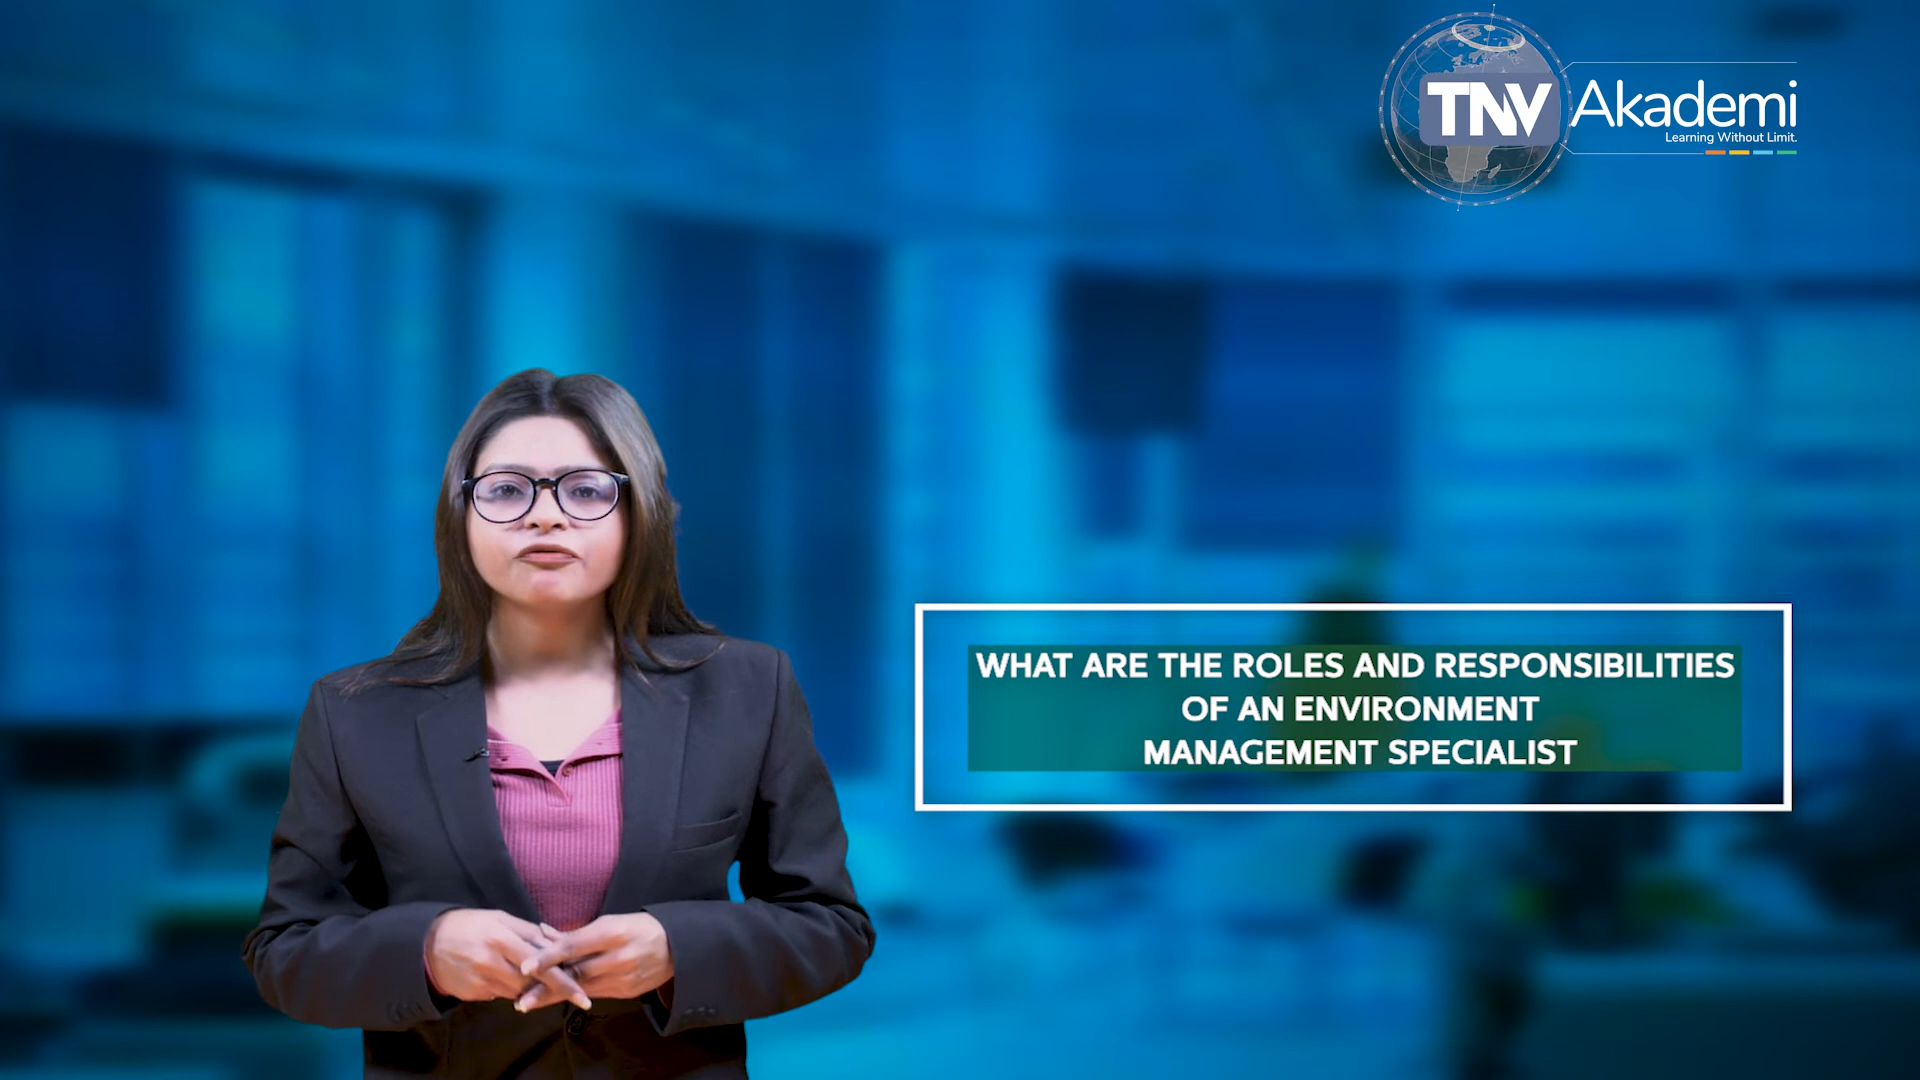 TNV Akademi
Learning Without Limit.
WHAT ARE THE ROLES AND RESPONSIBILITIES
OF AN ENVIRONMENT
MANAGEMENT SPECIALIST